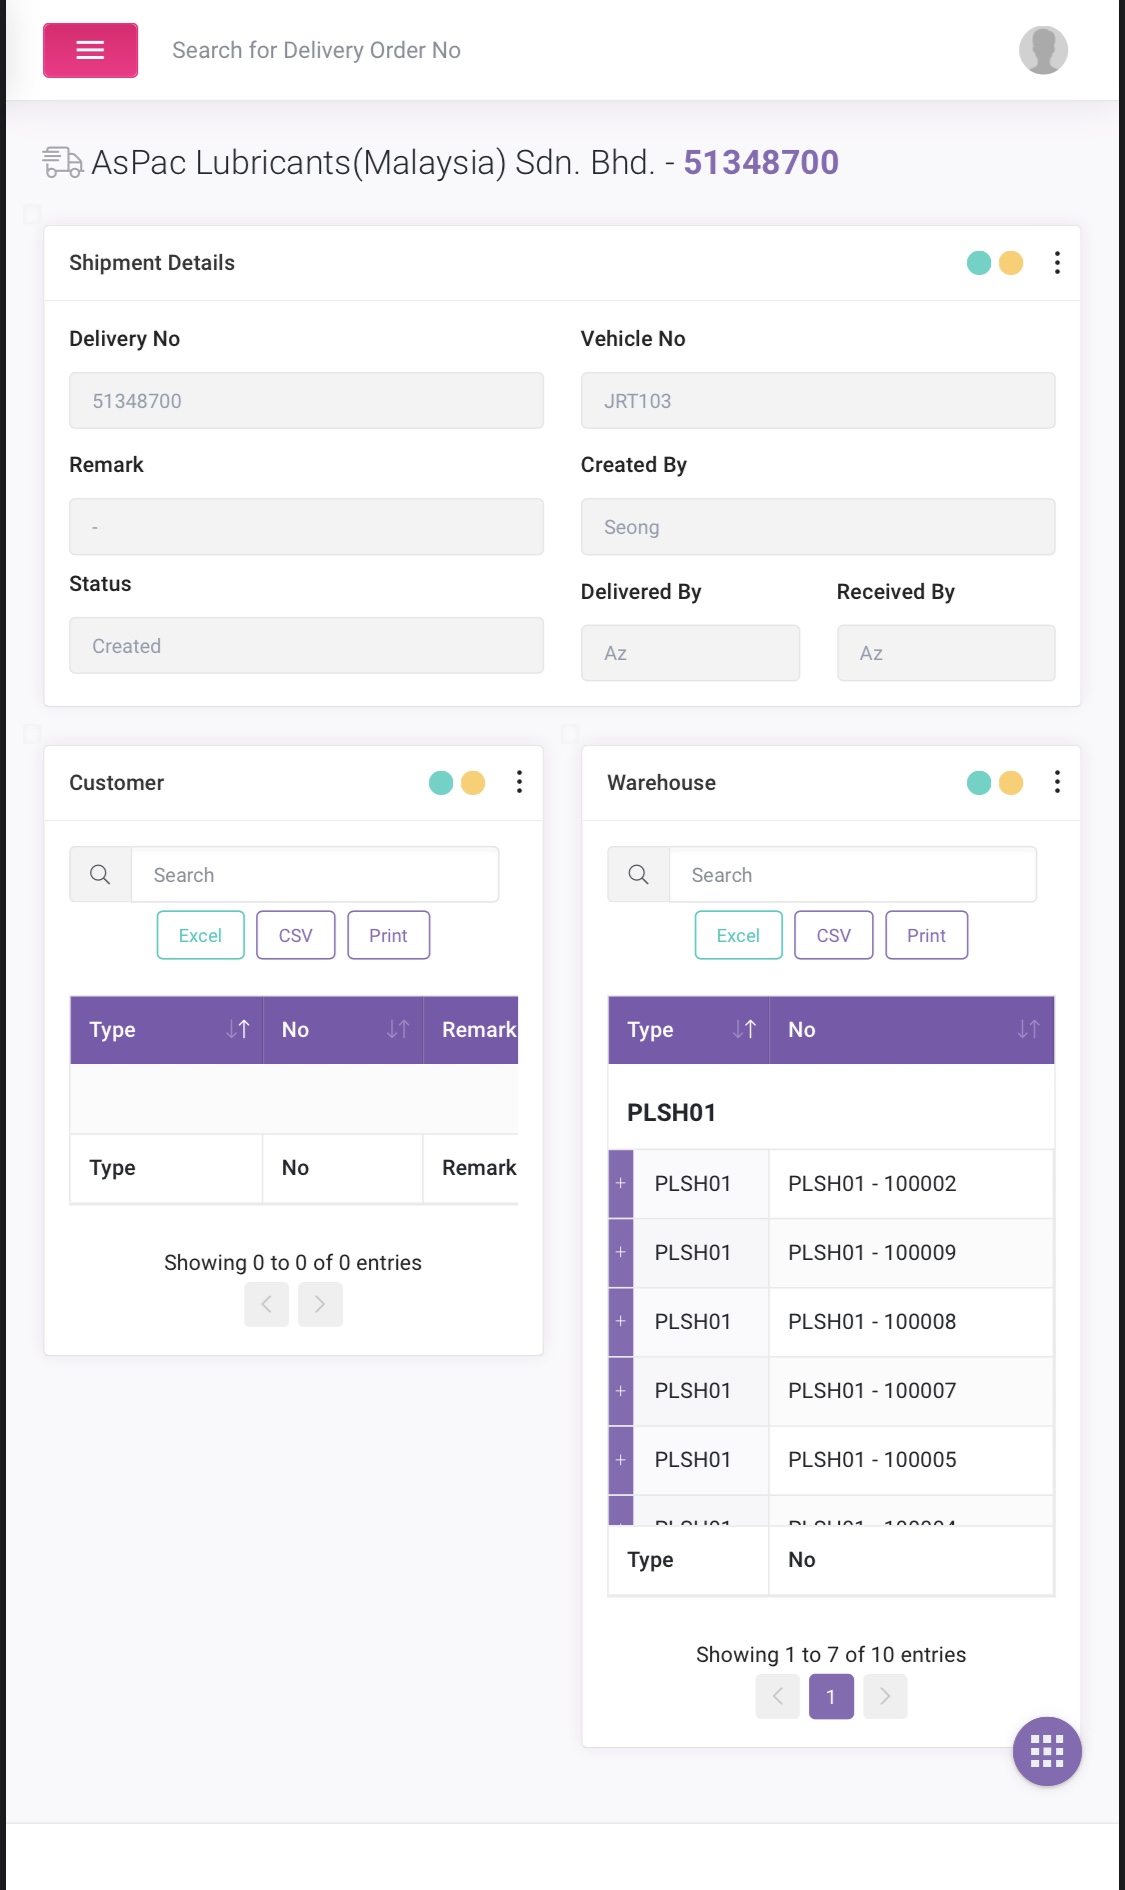 Search for Delivery Order No
AsPac Lubricants(Malaysia) Sdn. Bhd. - 51348700
Shipment Details
Delivery No
Vehicle No
51348700
JRT103
Remark
Created By
-
Seong
Status
Delivered By
Received By
Created
Az
Az
Customer
Search
Excel
CSV
Print
Type
No
Remark
Type
No
Remark
Showing 0 to 0 of 0 entries
Warehouse
Search
Excel
CSV
Print
Type
No
PLSH01
+ PLSH01 PLSH01 - 100002
+ PLSH01 PLSH01 - 100009
+ PLSH01 PLSH01 - 100008
+ PLSH01 PLSH01 - 100007
+ PLSH01 PLSH01 - 100005
Type
No
Showing 1 to 7 of 10 entries
1